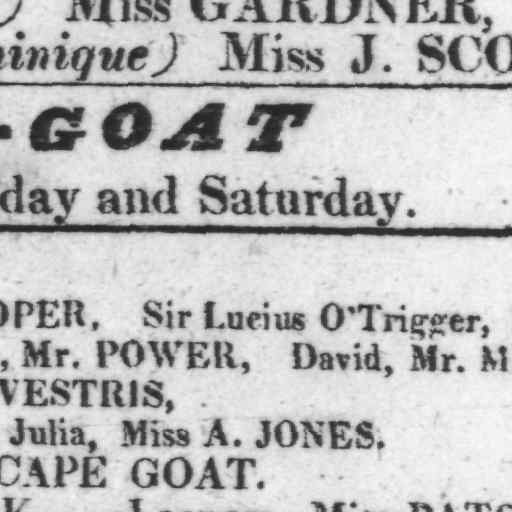 ) Miss GARDNER,
inique) Miss J. SCO
-GOAT
day and Saturday.
OPER, Sir Lucius O'Trigger,
, Mr. POWER, David, Mr. M
VESTRIS,
Julia, Miss A. JONES.
CAPE GOAT.